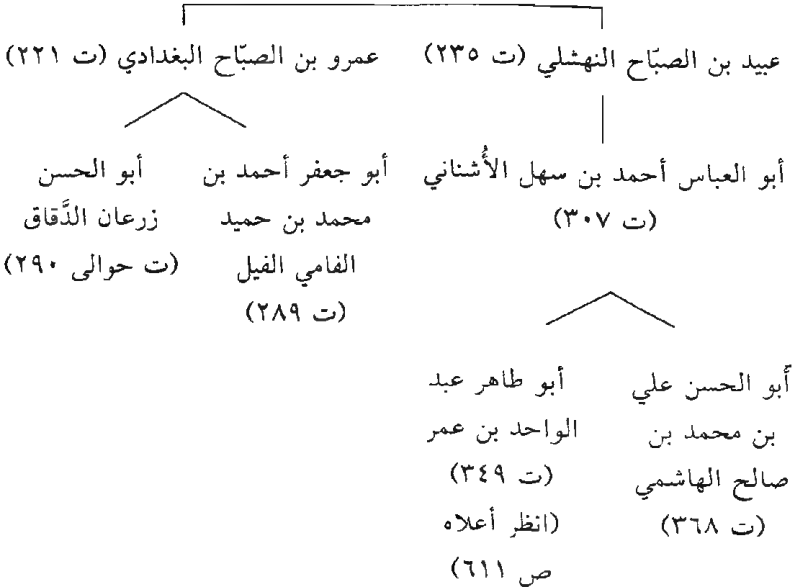 عبيد بن الصبّاح النهشلي (ت ٢٣٥)
عمرو بن الصبّاح البغدادي (ت ٢٢١)
أبو العباس أحمد بن سهل الأُشناني
(ت ٣٠٧)
أبو جعفر أحمد بن
محمد بن حميد
الفامي الفيل
(ت ٢٨٩)
أبو الحسن
زرعان الدَّقاق
(ت حوالى ٢٩٠)
أبو الحسن علي
بن محمد بن
صالح الهاشمي
(ت ٣٦٨)
أبو طاهر عبد
الواحد بن عمر
(ت ٣٤٩)
(انظر أعلاه
ص ٦١١)